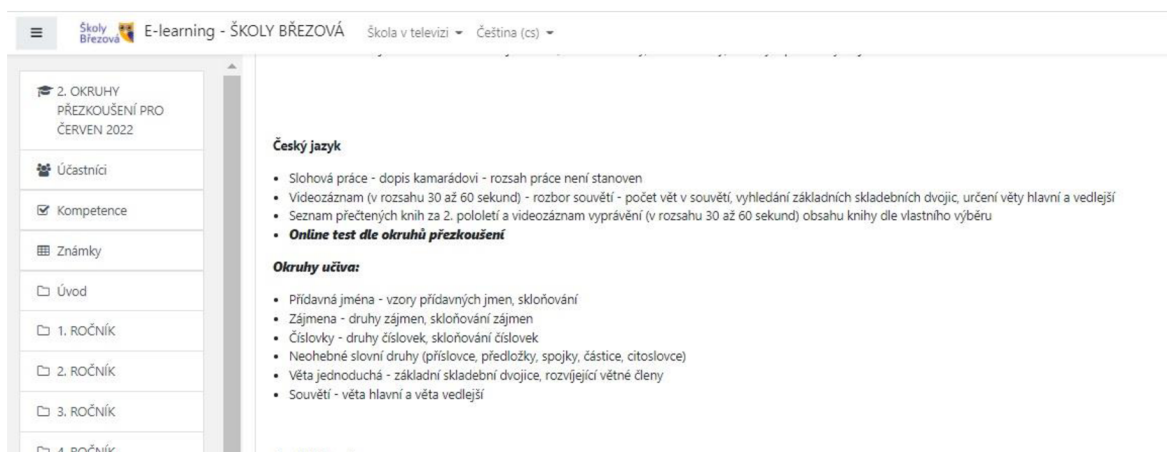 Školy
Březová
E-learning - ŠKOLY BŘEZOVÁ
Škola v televizi
Čeština (cs)
2. OKRUHY
PŘEZKOUŠENÍ PRO
ČERVEN 2022
Účastníci
Kompetence
Známky
Úvod
1. ROČNÍK
2. ROČNÍK
3. ROČNÍK
4. ROČNÍK
Český jazyk
• Slohová práce - dopis kamarádovi - rozsah práce není stanoven
• Videozáznam (v rozsahu 30 až 60 sekund) - rozbor souvětí - počet vět v souvětí, vyhledání základních skladebních dvojic, určení věty hlavní a vedlejší
• Seznam přečtených knih za 2. pololetí a videozáznam vyprávění (v rozsahu 30 až 60 sekund) obsahu knihy dle vlastního výběru
• Online test dle okruhů přezkoušení
Okruhy učiva:
• Přídavná jména - vzory přídavných jmen, skloňování
• Zájmena - druhy zájmen, skloňování zájmen
• Číslovky - druhy číslovek, skloňování číslovek
• Neohebné slovní druhy (příslovce, předložky, spojky, částice, citoslovce)
• Věta jednoduchá - základní skladební dvojice, rozvíjející větné členy
• Souvětí - věta hlavní a věta vedlejší